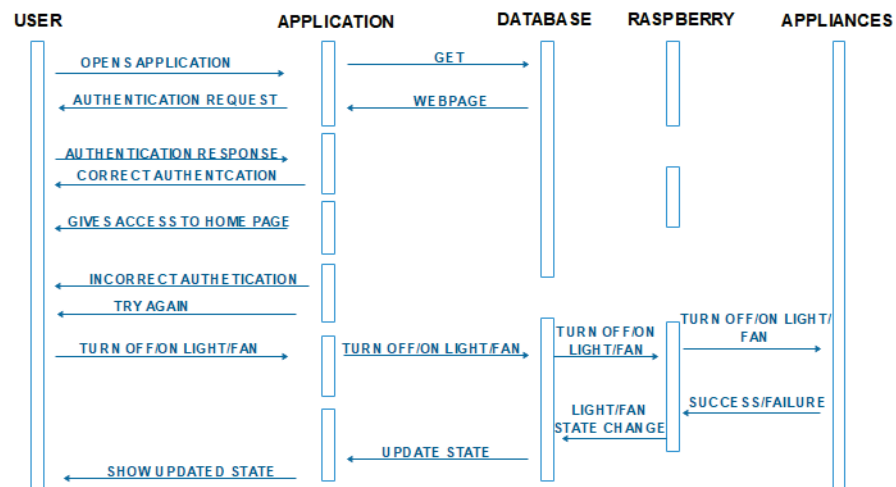 USER
APPLICATION
DATABASE
RASPBERRY
APPLIANCES
OPENS APPLICATION
GET
AUTHENTICATION REQUEST
WEBPAGE
AUTHENTICATION RESPONSE
CORRECT AUTHENTCATION
GIVES ACCESS TO HOME PAGE
INCORRECT AUTHETICATION
TRY AGAIN
TURN OFF/ON LIGHT/FAN
TURN OFF/ON LIGHT/FAN
TURN OFF/ON
LIGHT/FAN
TURN OFF/ON LIGHT/
FAN
SUCCESS/FAILURE
LIGHT/FAN
STATE CHANGE
UPDATE STATE
SHOW UPDATED STATE